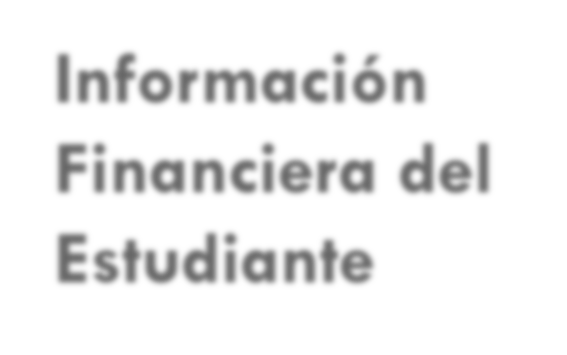 Información
Financiera del
Estudiante